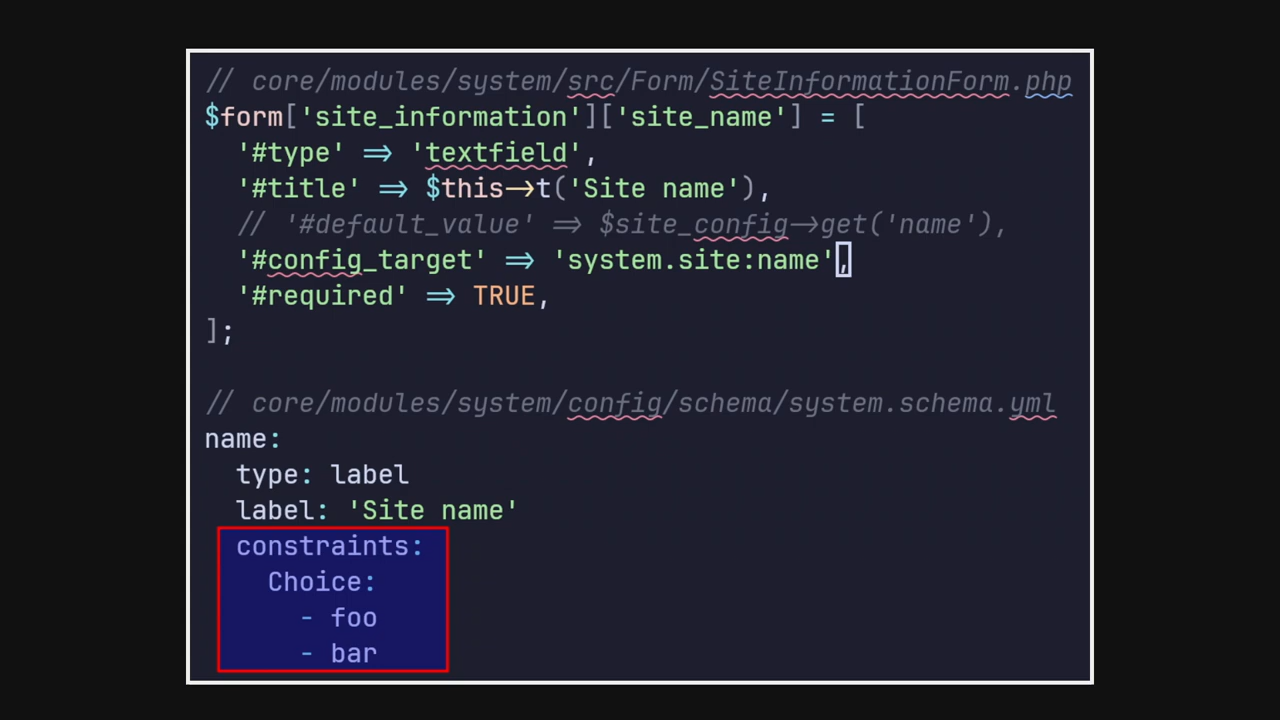 // core/modules/system/src/Form/SiteInformationForm.php
$form['site_information']['site_name'] = [
  '#type' => 'textfield',
  '#title' => $this->t('Site name'),
  // '#default_value' => $site_config->get('name'),
  '#config_target' => 'system.site:name',
  '#required' => TRUE,
];
// core/modules/system/config/schema/system.schema.yml
name:
  type: label
  label: 'Site name'
  constraints:
    Choice:
      - foo
      - bar